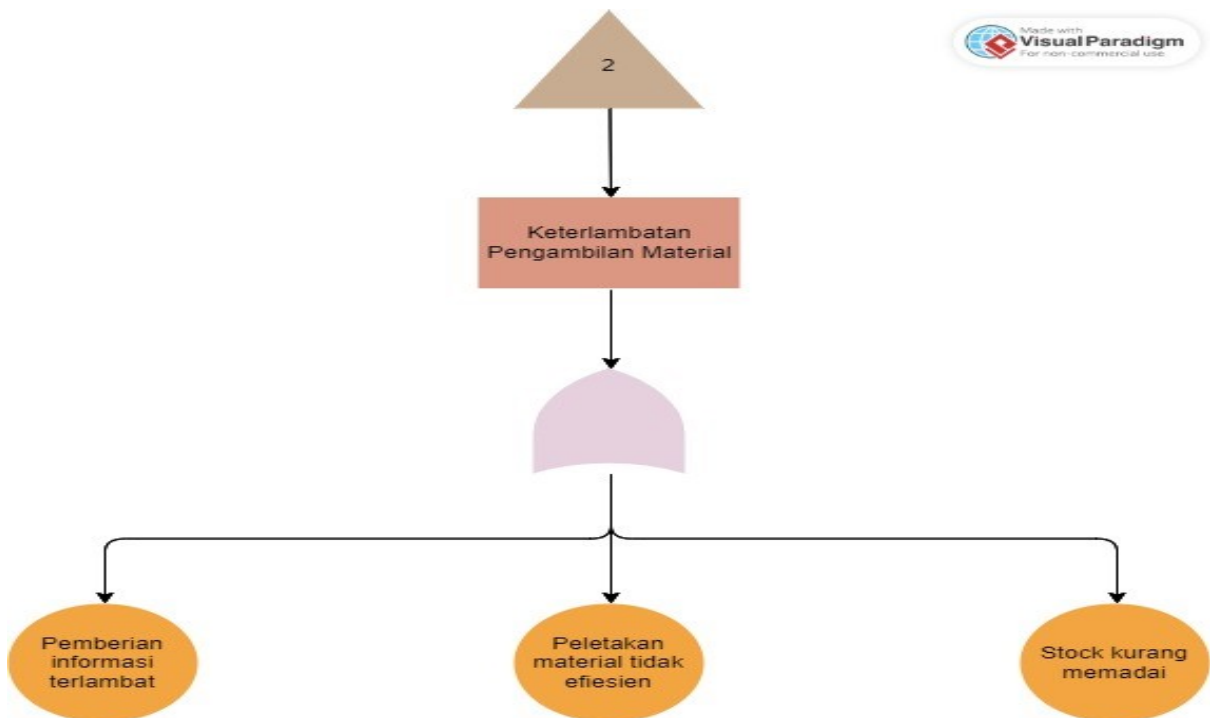 Made with
Visual Paradigm
For non-commercial use
2
Keterlambatan
Pengambilan Material
Pemberian
informasi
terlambat
Peletakan
material tidak
efiesien
Stock kurang
memadai